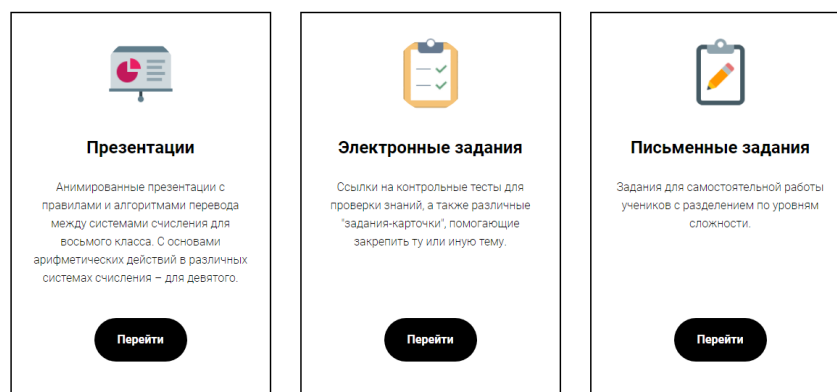 Презентации
Анимированные презентации с
правилами и алгоритмами перевода
между системами счисления для
восьмого класса. С основами
арифметических действий в различных
системах счисления – для девятого.
Перейти
Электронные задания
Ссылки на контрольные тесты для
проверки знаний, а также различные
"задания-карточки", помогающие
закрепить ту или иную тему.
Перейти
Письменные задания
Задания для самостоятельной работы
учеников с разделением по уровням
сложности.
Перейти